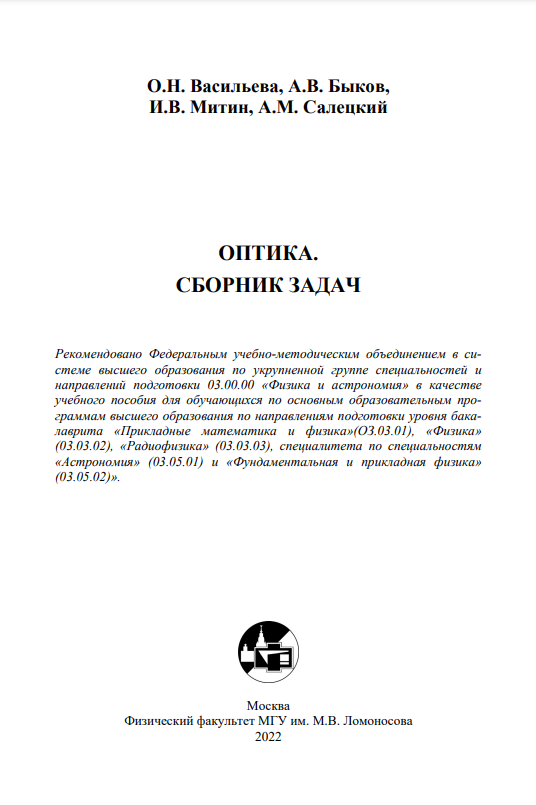 О.Н. Васильева, А.В. Быков,
И.В. Митин, А.М. Салецкий
ОПТИКА.
СБОРНИК ЗАДАЧ
Рекомендовано Федеральным учебно-методическим объединением в си-
стеме высшего образования по укрупненной группе специальностей и
направлений подготовки 03.00.00 «Физика и астрономия» в качестве
учебного пособия для обучающихся по основным образовательным про-
граммам высшего образования по направлениям подготовки уровня бака-
лавриата «Прикладные математика и физика»(ОЗ.03.01), «Физика»
(03.03.02), «Радиофизика» (03.03.03), специалитета по специальностям
«Астрономия» (03.05.01) и «Фундаментальная и прикладная физика»
(03.05.02)».
Москва
Физический факультет МГУ им. М.В. Ломоносова
2022